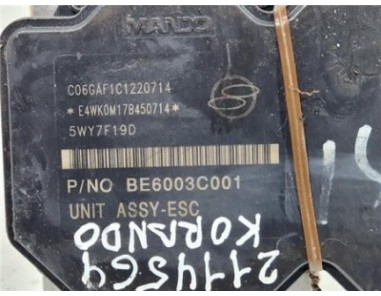 MANDO
C06GAF1C1220714
*E4WK0M17B450714*
5WY7F19D
P/NO BE6003C001
UNIT ASSY-ESC
2114564
KORANDO